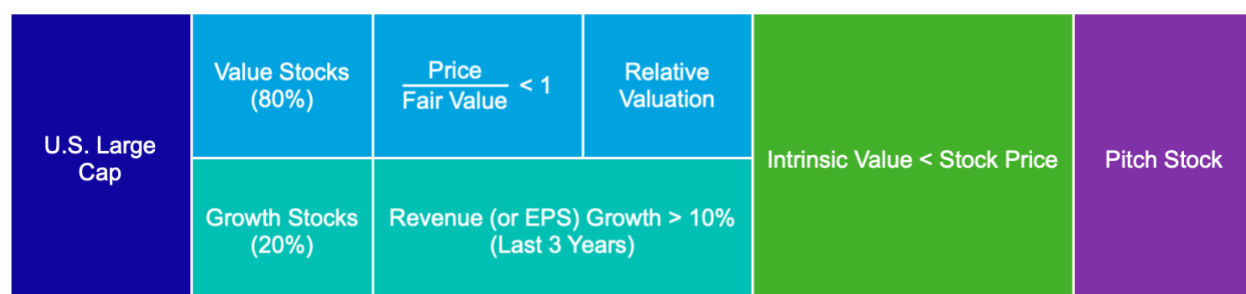 U.S. Large
Cap
Value Stocks
(80%)
Price
Fair Value
< 1
Relative
Valuation
Growth Stocks
(20%)
Revenue (or EPS) Growth > 10%
(Last 3 Years)
Intrinsic Value < Stock Price
Pitch Stock